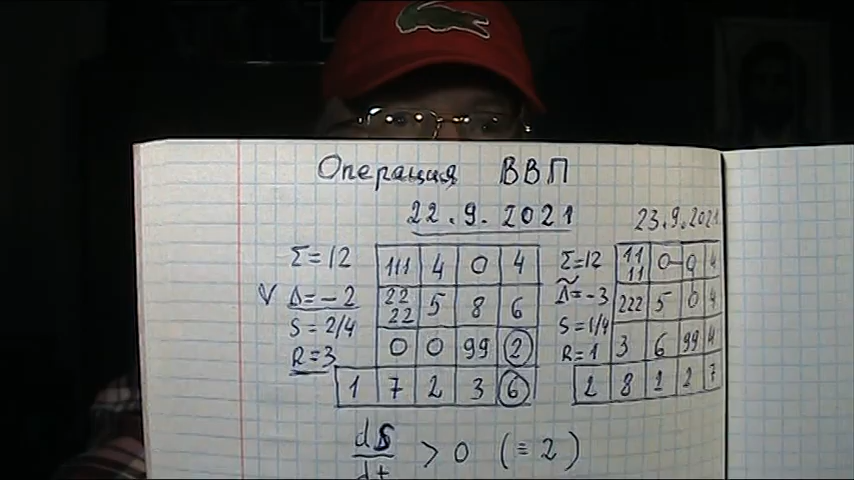 Операция ВВП
22.9.2021 23.9.2021
Σ=12 111 4 0 4 Σ=12 11 11 0 0 4
V Δ=-2 22 22 5 8 6 Δ=-3 222 5 0 4
S=2/4 0 0 99 2 S=1/4 3 6 99 4
R=3 1 7 2 3 6 R=1 2 8 1 2 7
dS/dt > 0 (= 2)